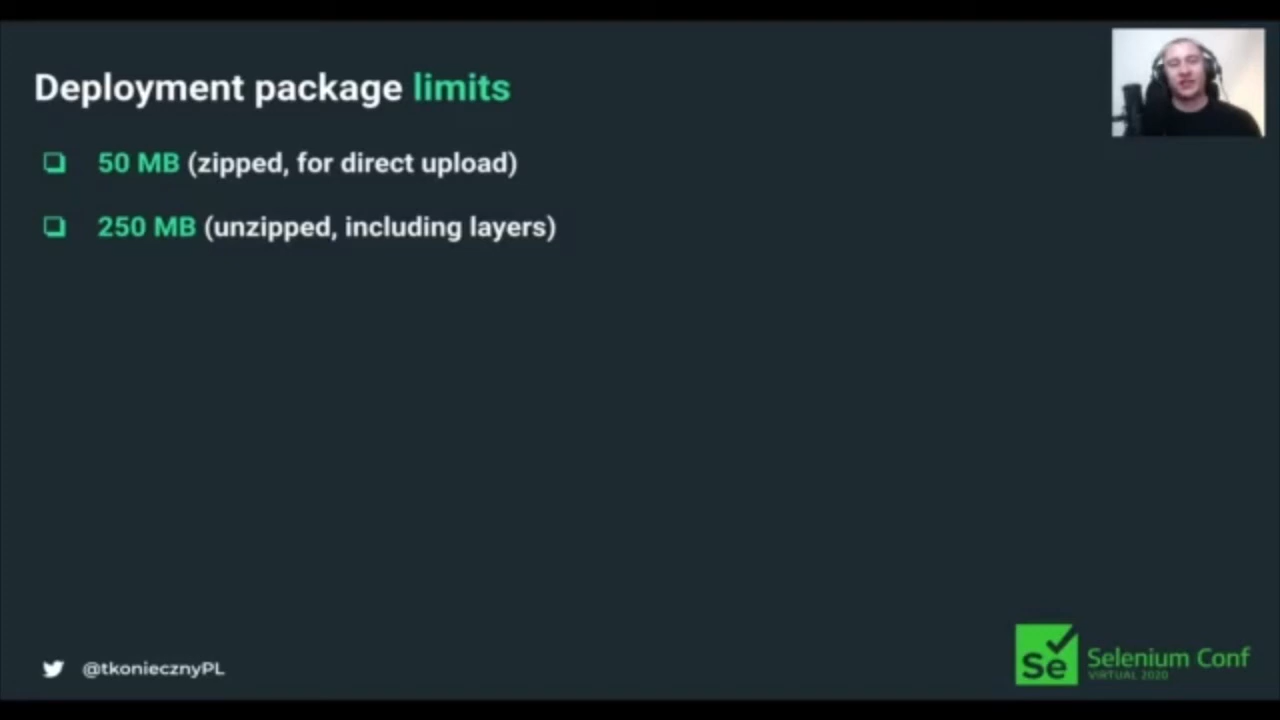 Deployment package limits
50 MB (zipped, for direct upload)
250 MB (unzipped, including layers)
@tkoniecznyPL
Se Selenium Conf
VIRTUAL 2020